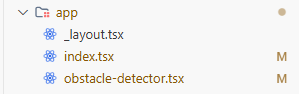 app
_layout.tsx
index.tsx M
obstacle-detector.tsx M